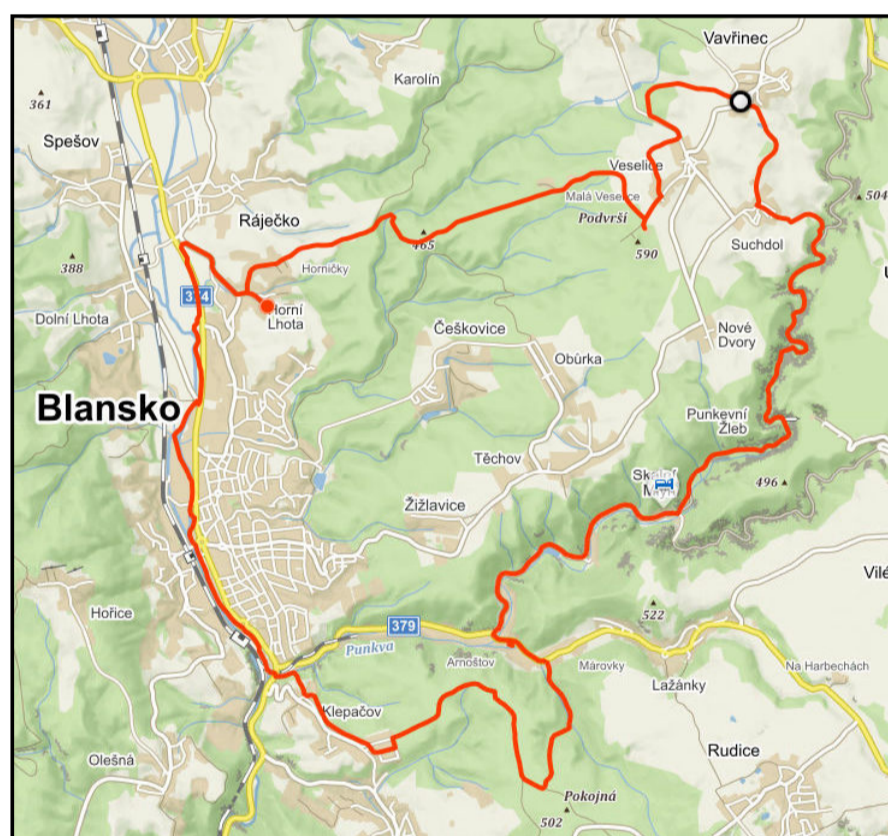 Vavřinec
Karolín
361
Spešov
Veselice
Malá Veselice
504
Ráječko
Podvrší
465
Suchdol
388
Horničky
590
374
Horní
Lhota
Dolní Lhota
Češkovice
Nové
Dvory
Obůrka
Blansko
Punkevní
Žleb
Těchov
Skalní
Mlýn
496
Žižlavice
Vilé
Hořice
522
379
Punkva
Arnoštov
Márovky
Na Harbechách
Lažánky
Klepačov
Olešná
Rudice
Pokojná
502